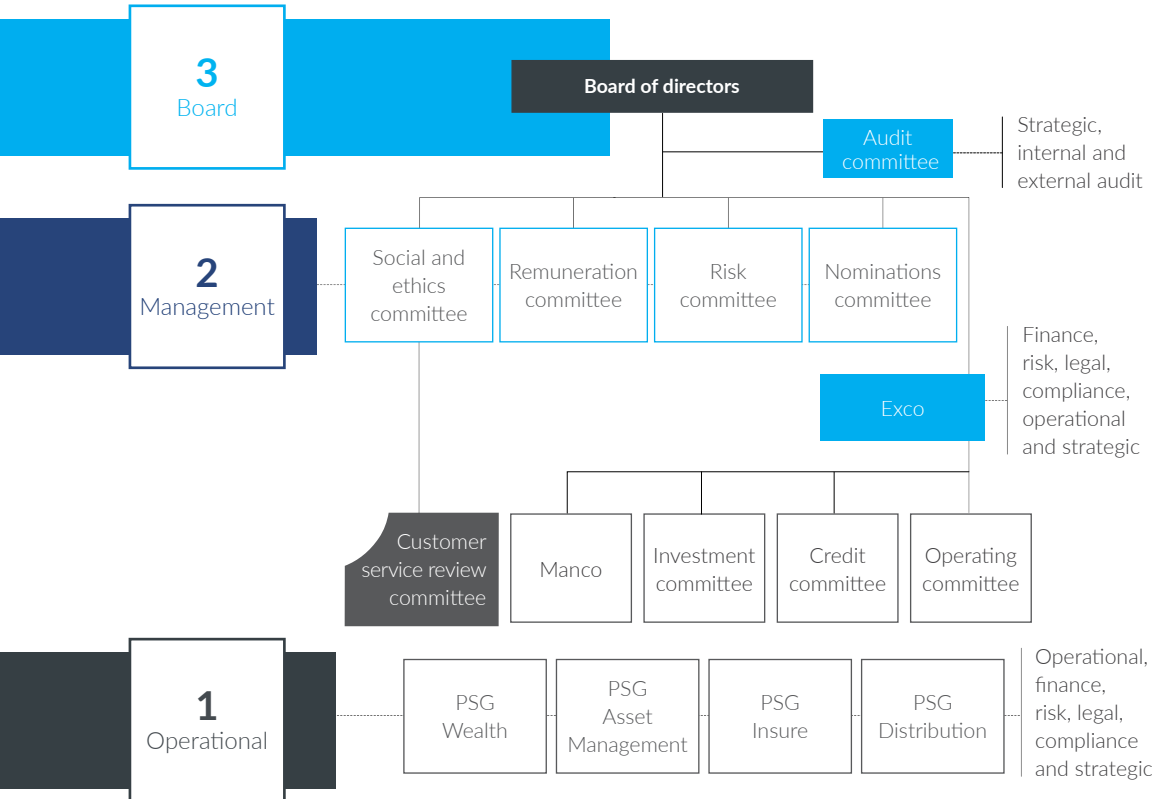 3
Board
Board of directors
Audit
committee
Strategic,
internal and
external audit
2
Management
Social and
ethics
committee
Remuneration
committee
Risk
committee
Nominations
committee
Finance,
risk, legal,
compliance,
operational
and strategic
Exco
Customer
service review
committee
Manco
Investment
committee
Credit
committee
Operating
committee
1
Operational
PSG
Wealth
PSG
Asset
Management
PSG
Insure
PSG
Distribution
Operational,
finance,
risk, legal,
compliance
and strategic